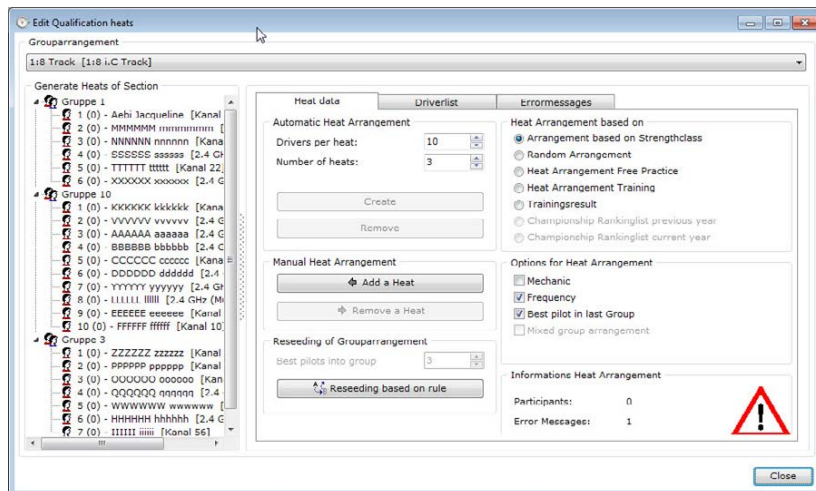 Edit Qualification heats
Grouparrangement
1:8 Track [1:8 i.C Track]
Generate Heats of Section
Gruppe 1
1 (0) - Aebi Jacqueline [Kanal
2 (0) - MMMMMM mmmmmm [
3 (0) - NNNNNN nnnnnn [Kana
4 (0) - SSSSSS ssssss [2.4 GH
5 (0) - TTTTTT tttttt [Kanal 22]
6 (0) - XXXXXX xxxxxx [2.4 G
Gruppe 10
1 (0) - KKKKKK kkkkkk [Kana
2 (0) - VVVVVV vvvvvv [2.4 G
3 (0) - AAAAAA aaaaaa [2.4 G
4 (0) - BBBBBB bbbbbb [2.4 G
5 (0) - CCCCCC cccccc [Kana
6 (0) - DDDDDD dddddd [2.4
7 (0) - YYYYYY yyyyyy [2.4 G
8 (0) - LLLLLL llllll [2.4 GHz (Mi
9 (0) - EEEEEE eeeeee [Kanal
10 (0) - FFFFFF ffffff [Kanal 10]
Gruppe 3
1 (0) - ZZZZZZ zzzzzz [Kanal
2 (0) - PPPPPP pppppp [Kanal
3 (0) - OOOOOO oooooo [Kan
4 (0) - QQQQQQ qqqqqq [2.4
5 (0) - WWWWWW wwwwww [
6 (0) - HHHHHH hhhhhh [2.4 G
7 (0) - IIIIII iiiiii [Kanal 56]
Heat data
Driverlist
Errormessages
Automatic Heat Arrangement
Drivers per heat: 10
Number of heats: 3
Create
Remove
Manual Heat Arrangement
Add a Heat
Remove a Heat
Reseeding of Grouparrangement
Best pilots into group 3
Reseeding based on rule
Heat Arrangement based on
Arrangement based on Strengthclass
Random Arrangement
Heat Arrangement Free Practice
Heat Arrangement Training
Trainingsresult
Championship Rankinglist previous year
Championship Rankinglist current year
Options for Heat Arrangement
Mechanic
Frequency
Best pilot in last Group
Mixed group arrangement
Informations Heat Arrangement
Participants: 0
Error Messages: 1
Close